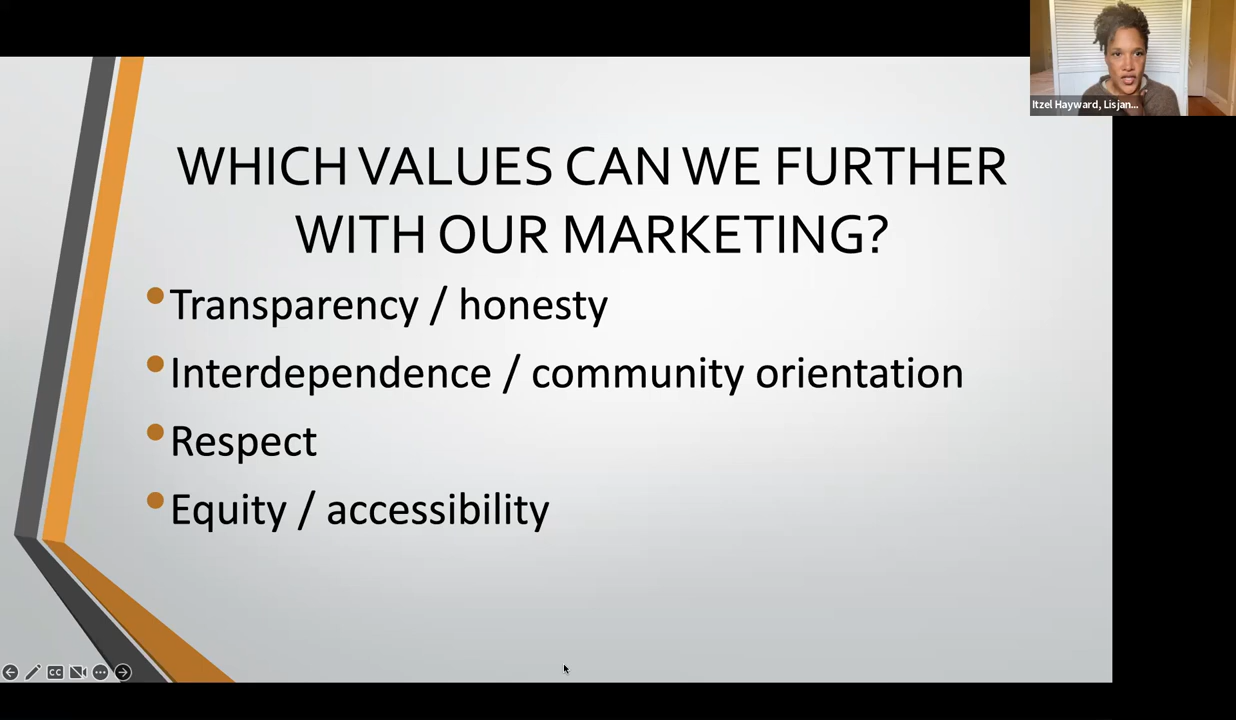 Itzel Hayward, Lisjan...
WHICH VALUES CAN WE FURTHER
WITH OUR MARKETING?
Transparency / honesty
Interdependence / community orientation
Respect
Equity / accessibility
CC